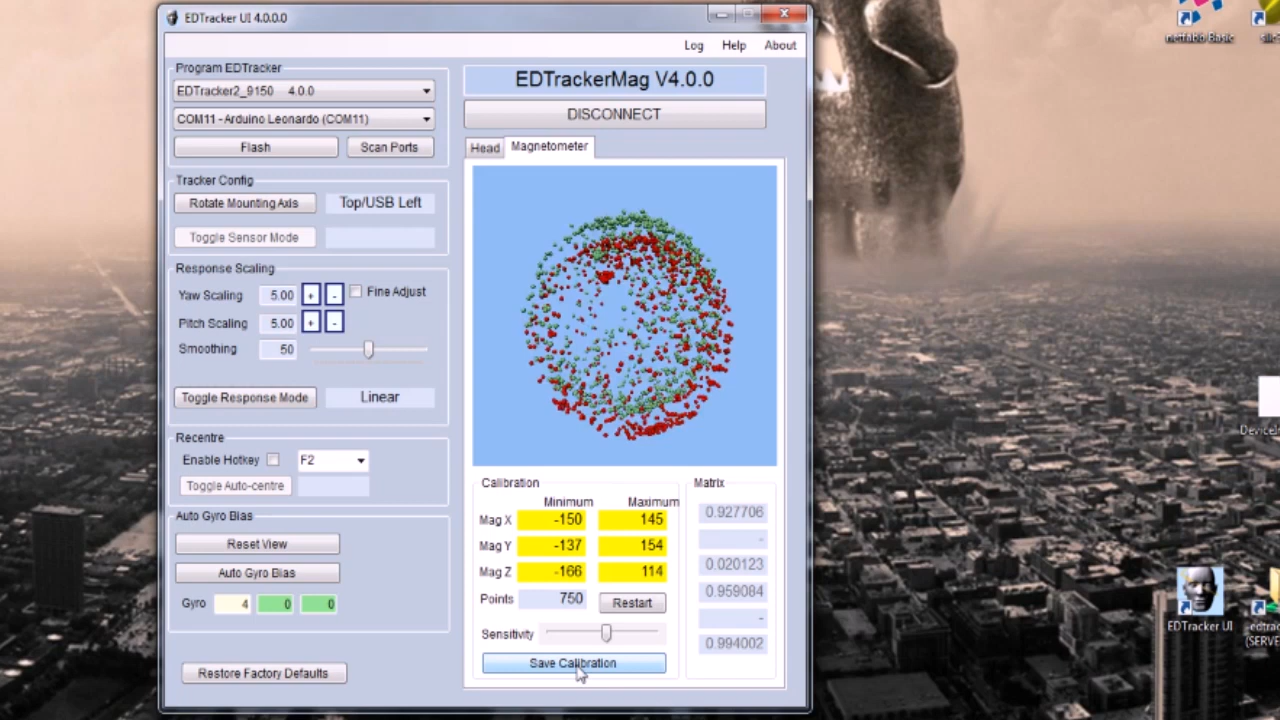 EDTracker UI 4.0.0.0
Log Help About
Program EDTracker
EDTracker2_9150 4.0.0
COM11 - Arduino Leonardo (COM11)
Flash Scan Ports
Tracker Config
Rotate Mounting Axis Top/USB Left
Toggle Sensor Mode
Response Scaling
Yaw Scaling 5.00 + - Fine Adjust
Pitch Scaling 5.00 + -
Smoothing 50
Toggle Response Mode Linear
Recentre
Enable Hotkey F2
Toggle Auto-centre
Auto Gyro Bias
Reset View
Auto Gyro Bias
Gyro 4 0 0
Restore Factory Defaults
EDTrackerMag V4.0.0
DISCONNECT
Head Magnetometer
Calibration
Minimum Maximum
Mag X -150 145
Mag Y -137 154
Mag Z -166 114
Points 750 Restart
Sensitivity
Save Calibration
Matrix
0.927706
-
0.020123
0.959084
-
0.994002
netfabb Basic
EDTracker UI
(SERVE